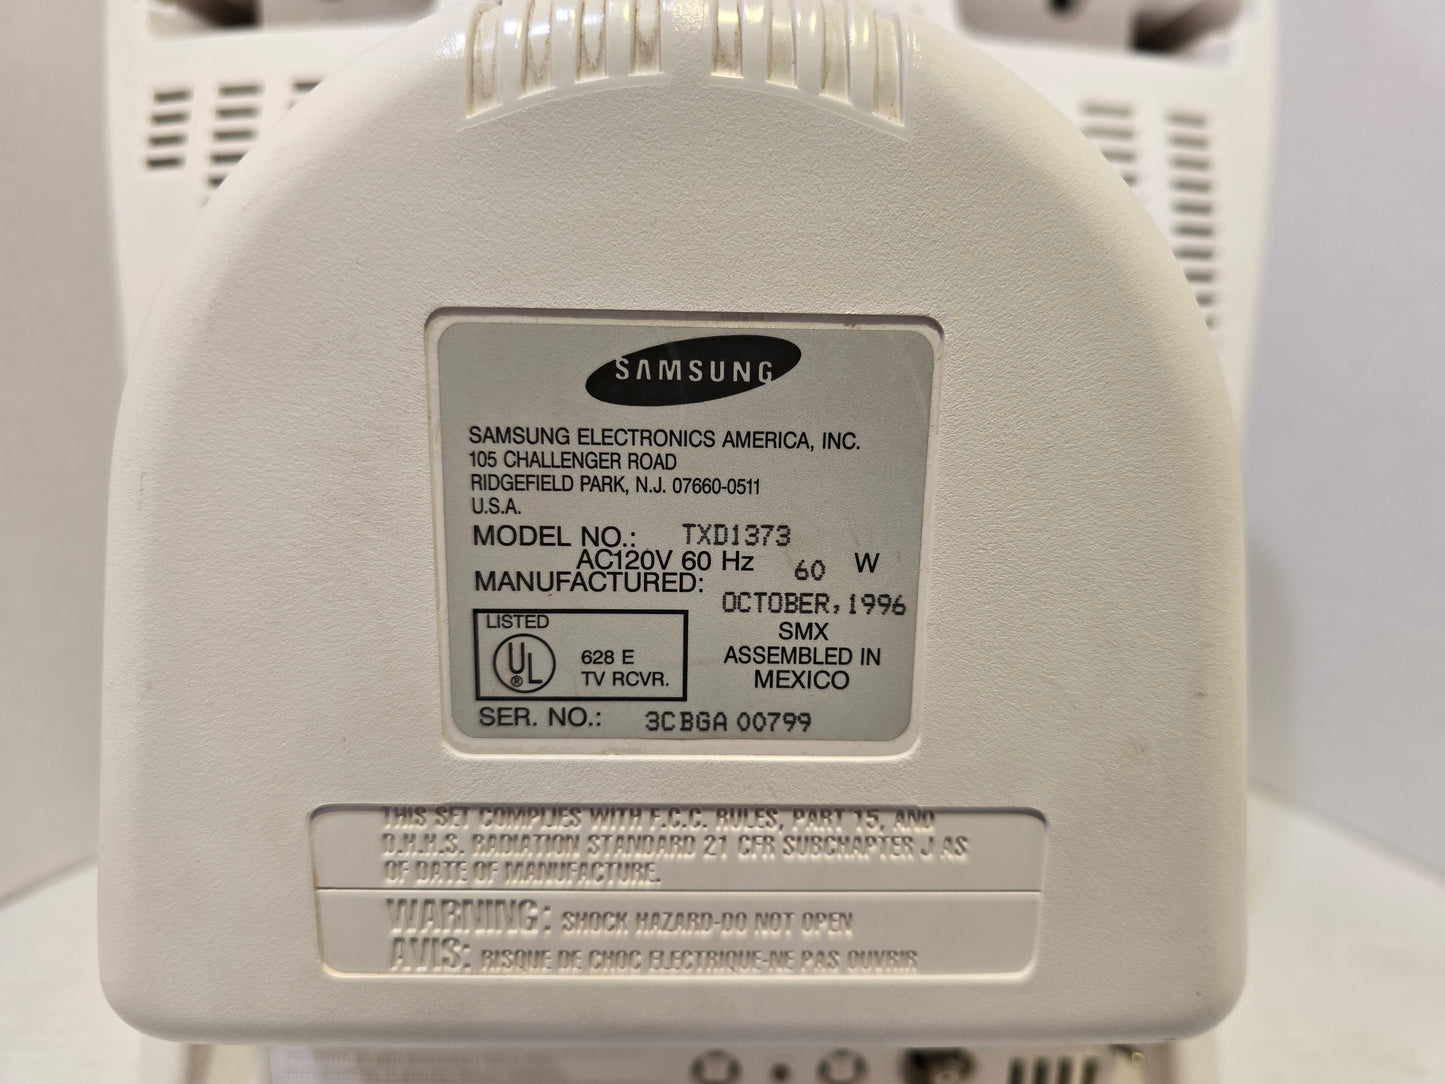 SAMSUNG
SAMSUNG ELECTRONICS AMERICA, INC.
105 CHALLENGER ROAD
RIDGEFIELD PARK, N.J. 07660-0511
U.S.A.
MODEL NO.: TXD1373
AC120V 60 Hz 60 W
MANUFACTURED: OCTOBER, 1996
LISTED
UL ®
628 E
TV RCVR.
SMX
ASSEMBLED IN
MEXICO
SER. NO.: 3CBGA 00799
THIS SET COMPLIES WITH F.C.C. RULES, PART 15, AND
D.H.H.S. RADIATION STANDARD 21 CFR SUBCHAPTER J AS
OF DATE OF MANUFACTURE.
WARNING: SHOCK HAZARD-DO NOT OPEN
AVIS: RISQUE DE CHOC ELECTRIQUE-NE PAS OUVRIR